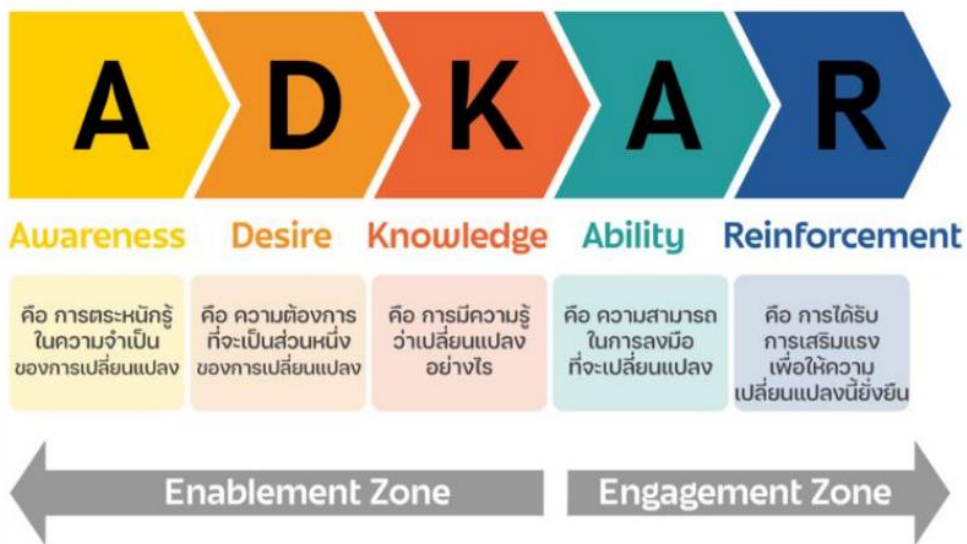 A D K A R
Awareness Desire Knowledge Ability Reinforcement
คือ การตระหนักรู้
ในความจำเป็น
ของการเปลี่ยนแปลง
คือ ความต้องการ
ที่จะเป็นส่วนหนึ่ง
ของการเปลี่ยนแปลง
คือ การมีความรู้
ว่าเปลี่ยนแปลง
อย่างไร
คือ ความสามารถ
ในการลงมือ
ที่จะเปลี่ยนแปลง
คือ การได้รับ
การเสริมแรง
เพื่อให้ความ
เปลี่ยนแปลงนี้ยั่งยืน
Enablement Zone Engagement Zone